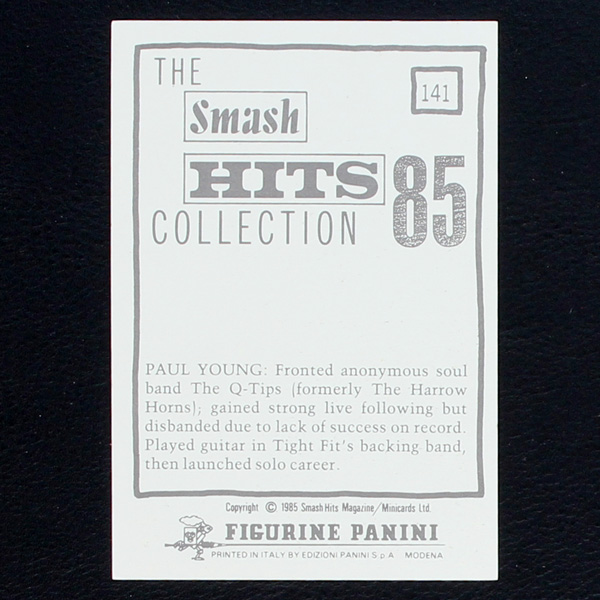 THE
141
Smash
HITS
85
COLLECTION
PAUL YOUNG: Fronted anonymous soul
band The Q-Tips (formerly The Harrow
Horns); gained strong live following but
disbanded due to lack of success on record.
Played guitar in Tight Fit's backing band,
then launched solo career.
Copyright © 1985 Smash Hits Magazine/Minicards Ltd.
FIGURINE PANINI
PRINTED IN ITALY BY EDIZIONI PANINI S.p.A. MODENA